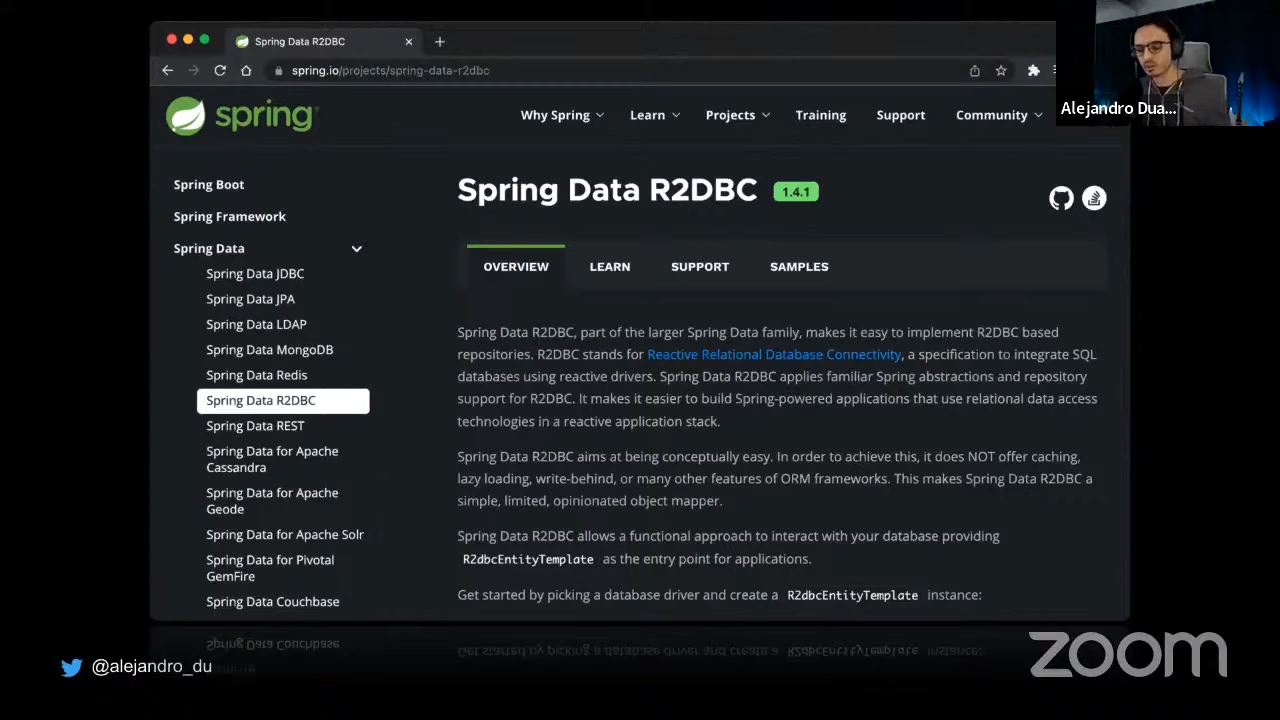 Spring Data R2DBC
spring.io/projects/spring-data-r2dbc
Alejandro Dua...
spring
Why Spring
Learn
Projects
Training
Support
Community
Spring Boot
Spring Framework
Spring Data
Spring Data JDBC
Spring Data JPA
Spring Data LDAP
Spring Data MongoDB
Spring Data Redis
Spring Data R2DBC
Spring Data REST
Spring Data for Apache
Cassandra
Spring Data for Apache
Geode
Spring Data for Apache Solr
Spring Data for Pivotal
GemFire
Spring Data Couchbase
Spring Data R2DBC 1.4.1
OVERVIEW
LEARN
SUPPORT
SAMPLES
Spring Data R2DBC, part of the larger Spring Data family, makes it easy to implement R2DBC based
repositories. R2DBC stands for Reactive Relational Database Connectivity, a specification to integrate SQL
databases using reactive drivers. Spring Data R2DBC applies familiar Spring abstractions and repository
support for R2DBC. It makes it easier to build Spring-powered applications that use relational data access
technologies in a reactive application stack.
Spring Data R2DBC aims at being conceptually easy. In order to achieve this, it does NOT offer caching,
lazy loading, write-behind, or many other features of ORM frameworks. This makes Spring Data R2DBC a
simple, limited, opinionated object mapper.
Spring Data R2DBC allows a functional approach to interact with your database providing
R2dbcEntityTemplate as the entry point for applications.
Get started by picking a database driver and create a R2dbcEntityTemplate instance:
@alejandro_du
zoom